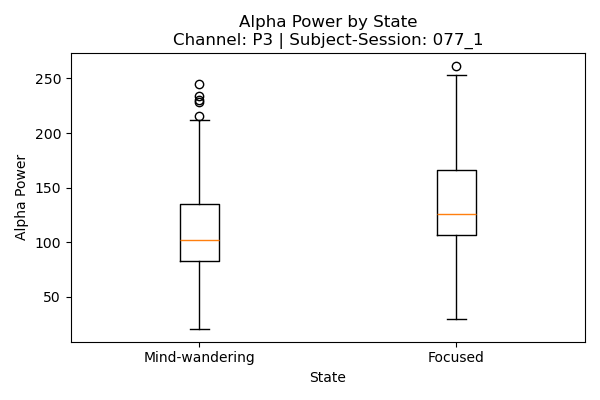 Alpha Power by State
Channel: P3 | Subject-Session: 077_1
Alpha Power
250
200
150
100
50
Mind-wandering
Focused
State